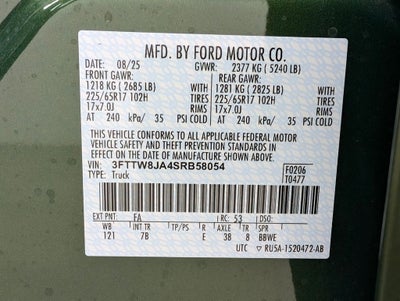 MFD. BY FORD MOTOR CO.
DATE: 08/25 GVWR: 2377 KG ( 5240 LB)
FRONT GAWR: REAR GAWR:
1218 KG ( 2685 LB) WITH 1281 KG ( 2825 LB) WITH
225/65R17 102H TIRES 225/65R17 102H TIRES
17x7.0J RIMS 17x7.0J RIMS
AT 240 kPa/ 35 PSI COLD AT 240 kPa/ 35 PSI COLD
THIS VEHICLE CONFORMS TO ALL APPLICABLE FEDERAL MOTOR
VEHICLE SAFETY AND THEFT PREVENTION STANDARDS IN EFFECT ON
THE DATE OF MANUFACTURE SHOWN ABOVE.
VIN: 3FTTW8JA4SRB58054 F0206
TYPE: Truck T0477
EXT PNT: FA RC: 53 DSO:
WB INT TR TP/PS R AXLE TR SPR
121 7B E 38 8 BBWE
UTC RU5A-1520472-AB